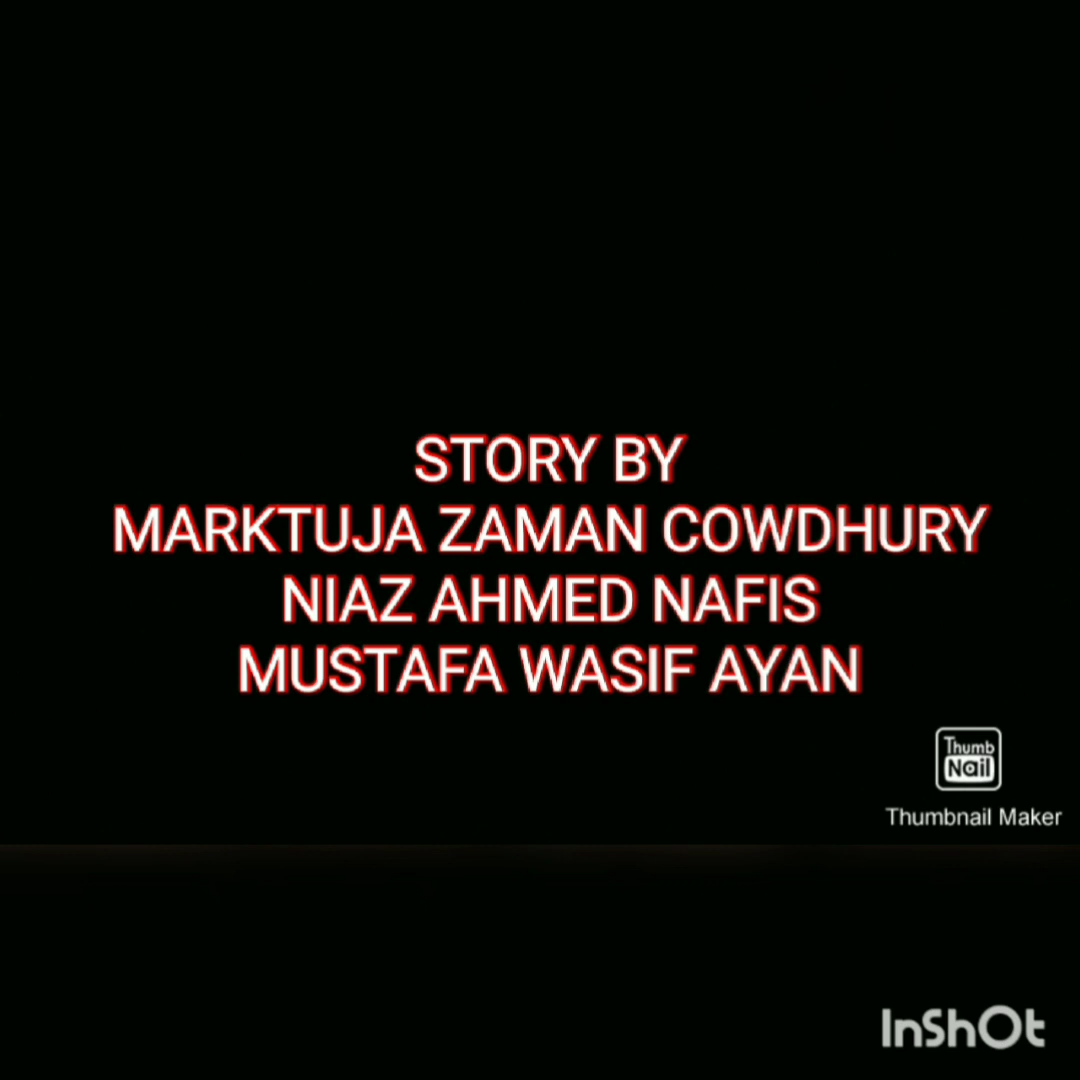 STORY BY
MARKTUJA ZAMAN COWDHURY
NIAZ AHMED NAFIS
MUSTAFA WASIF AYAN
Thumb
Nail
Thumbnail Maker
InShOt